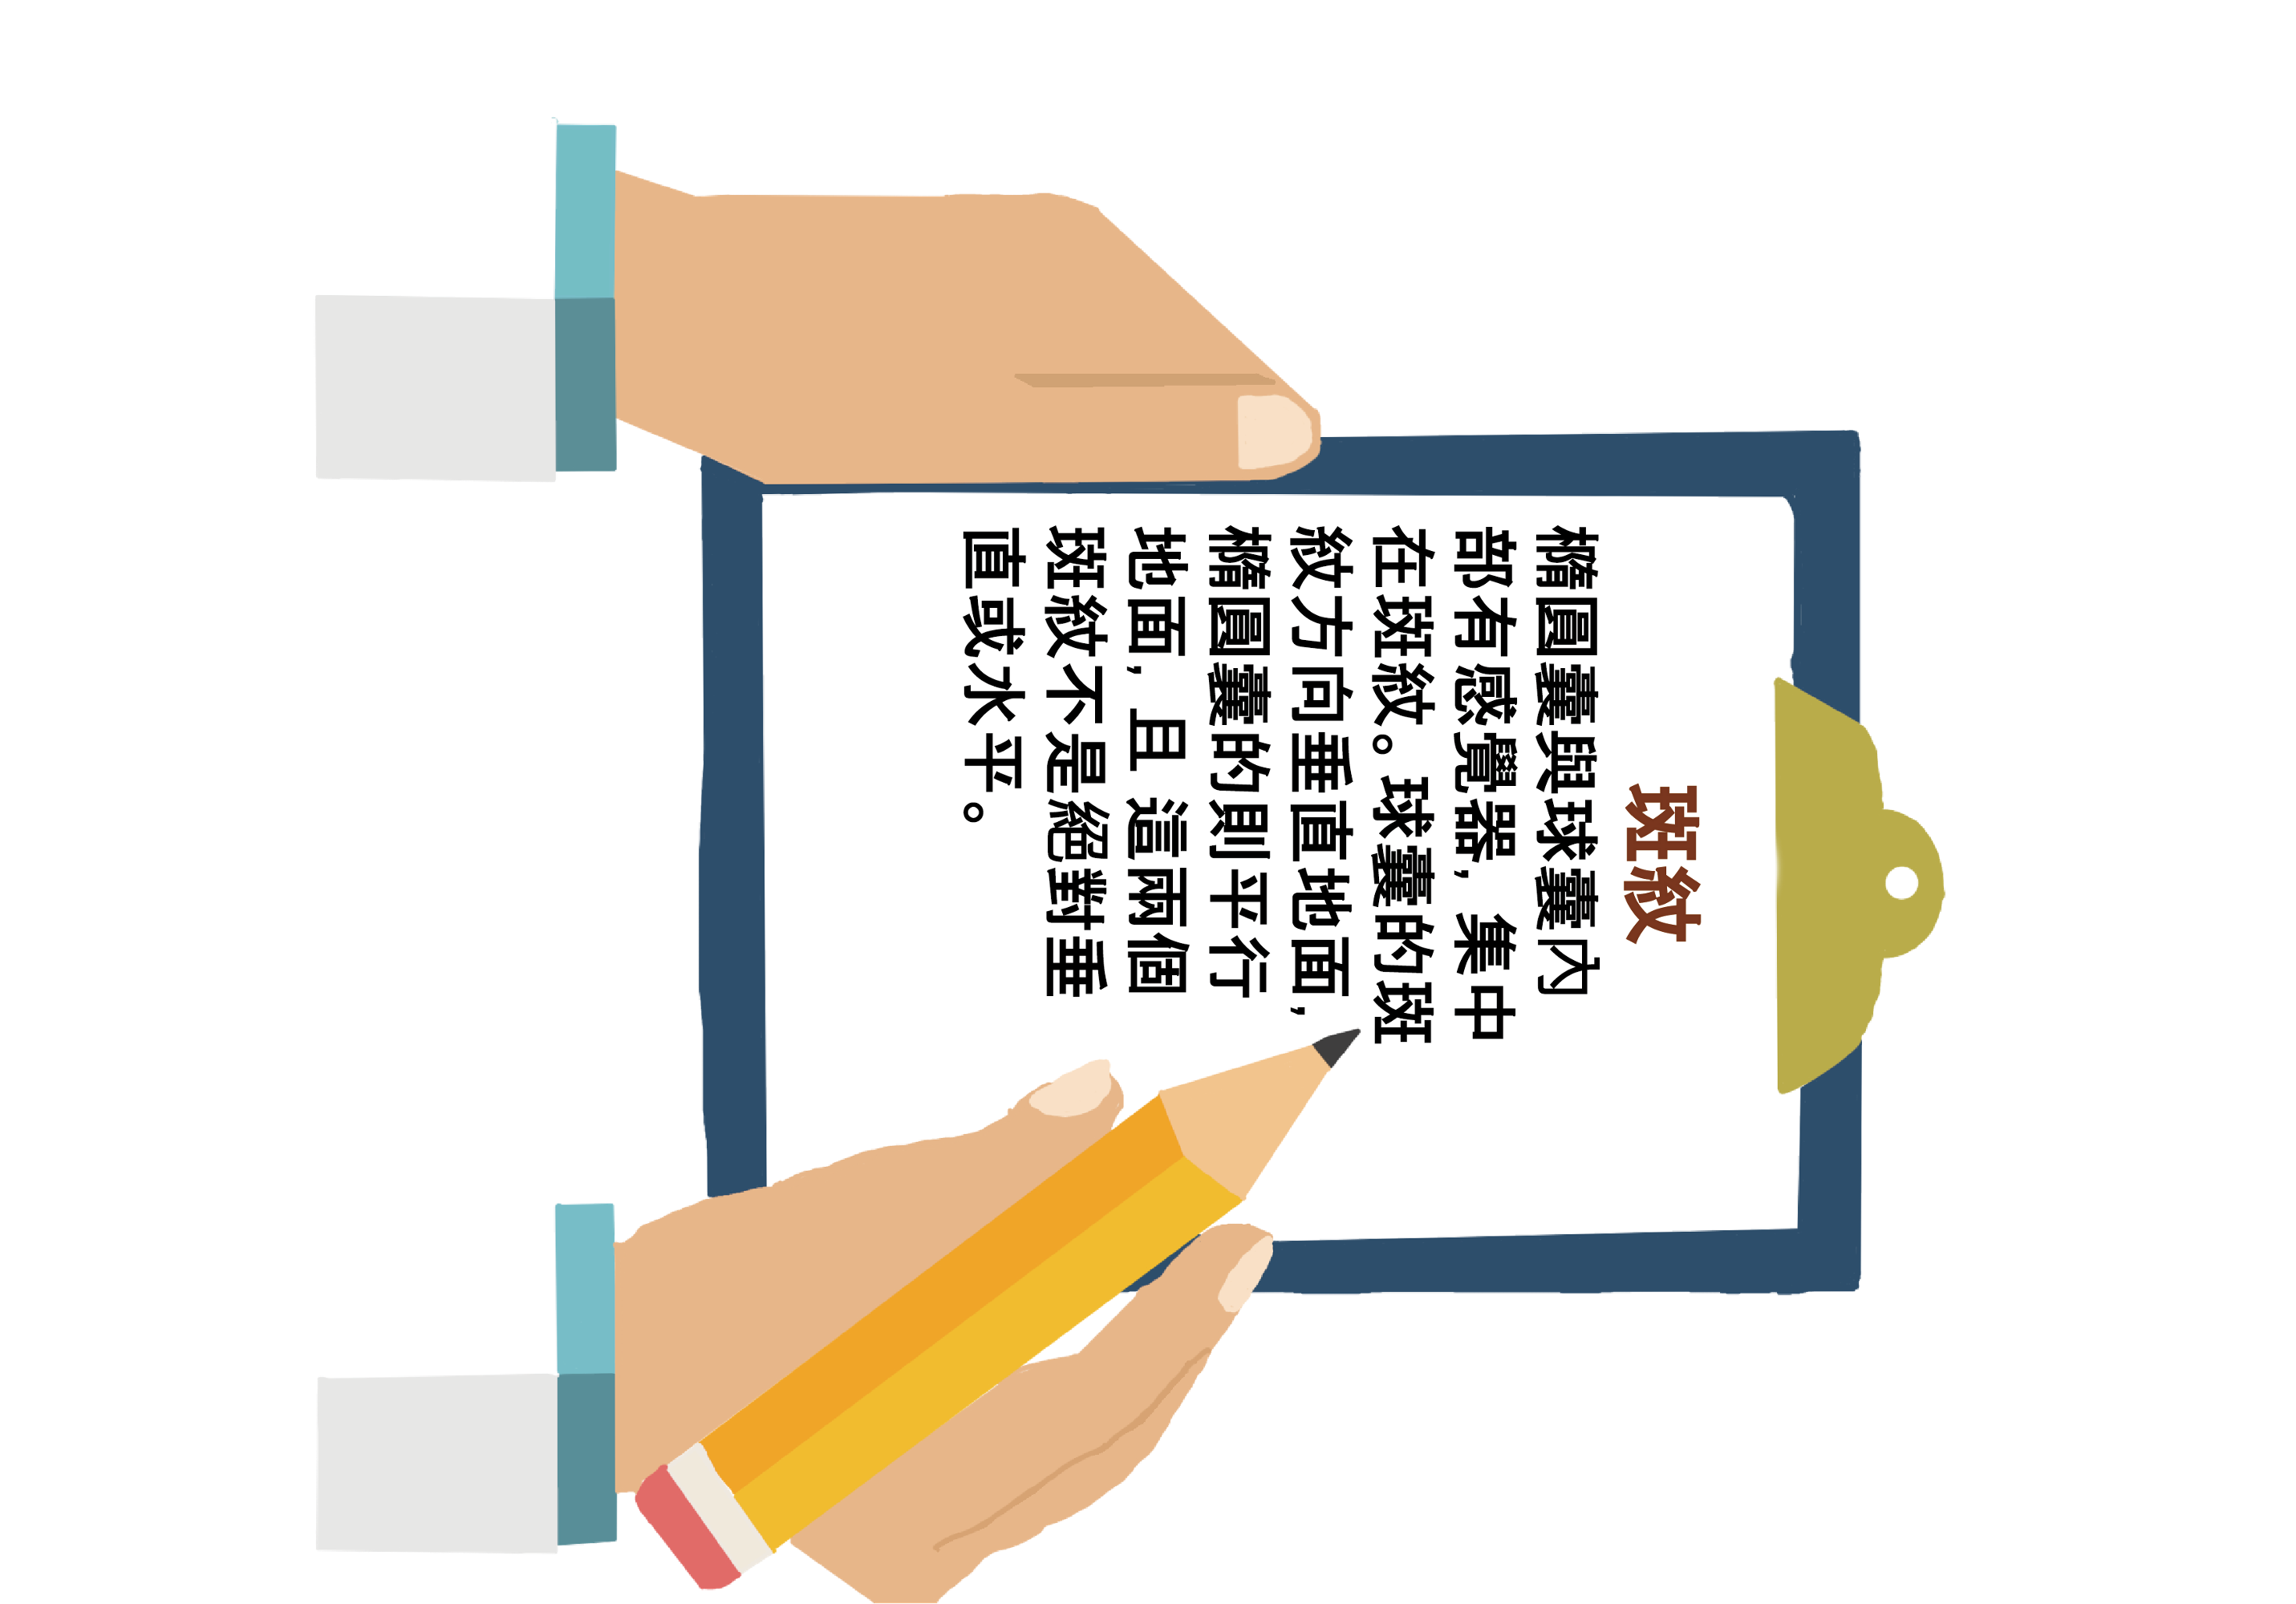 斑紋
橢圓囊與球囊內
部有感覺器，集中
在斑紋。球囊的斑
紋方向垂直地面，
橢圓囊的則平行
地面，且這兩個
斑紋不是絕對垂
直或水平。